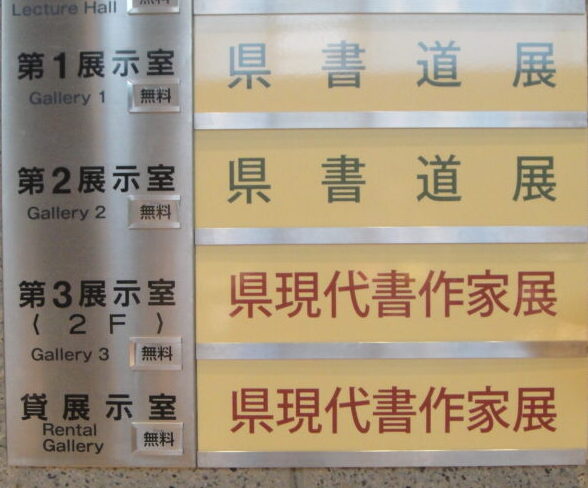 Lecture Hall 無料
第1展示室 県書道展
Gallery 1 無料
第2展示室 県書道展
Gallery 2 無料
第3展示室 県現代書作家展
( 2 F )
Gallery 3 無料
貸展示室 県現代書作家展
Rental
Gallery 無料